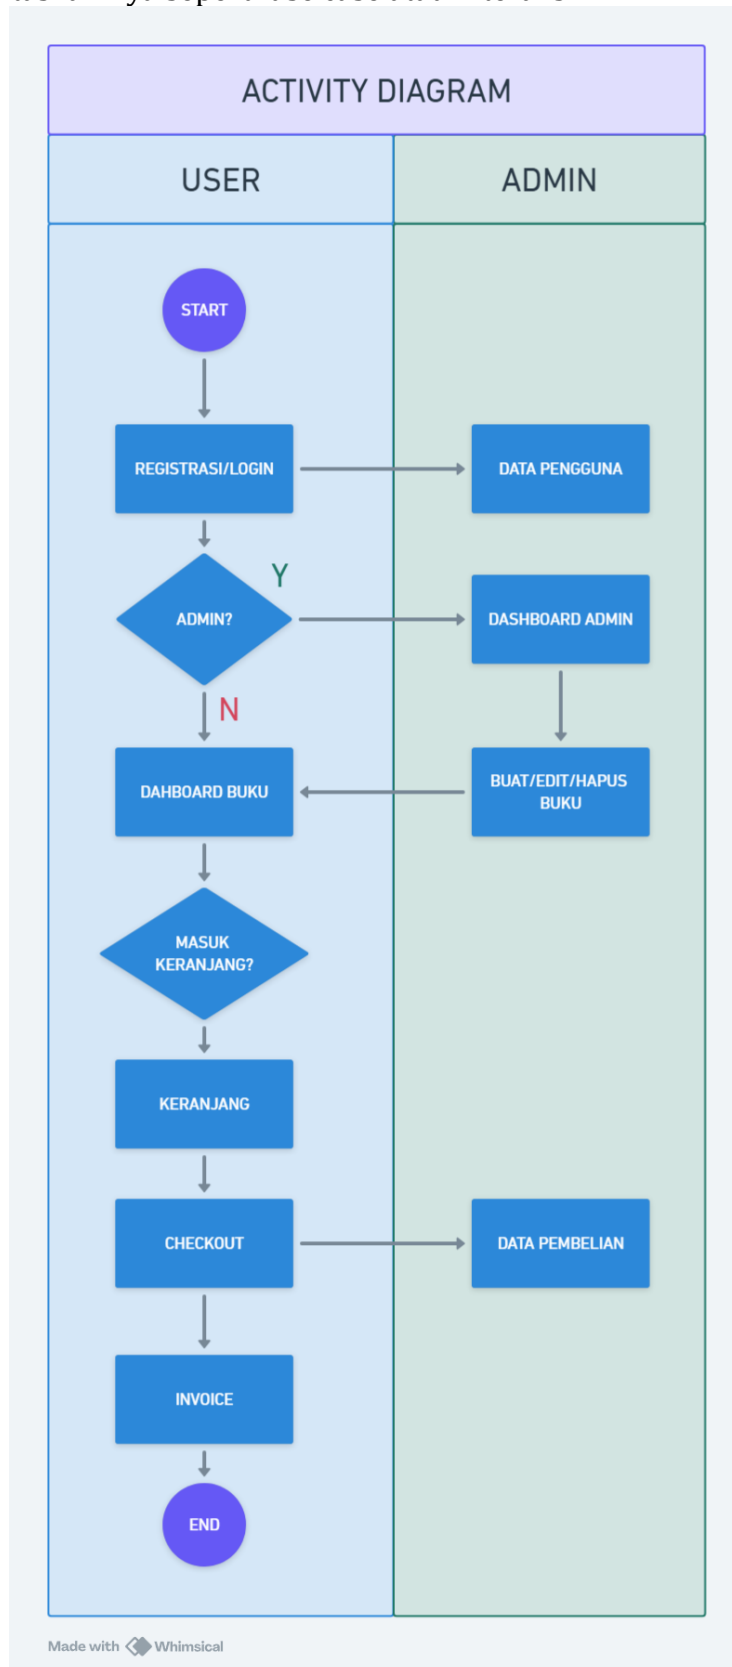 ACTIVITY DIAGRAM
USER
ADMIN
START
REGISTRASI/LOGIN
DATA PENGGUNA
ADMIN?
Y
DASHBOARD ADMIN
N
DAHBOARD BUKU
BUAT/EDIT/HAPUS
BUKU
MASUK
KERANJANG?
KERANJANG
CHECKOUT
DATA PEMBELIAN
INVOICE
END
Made with Whimsical